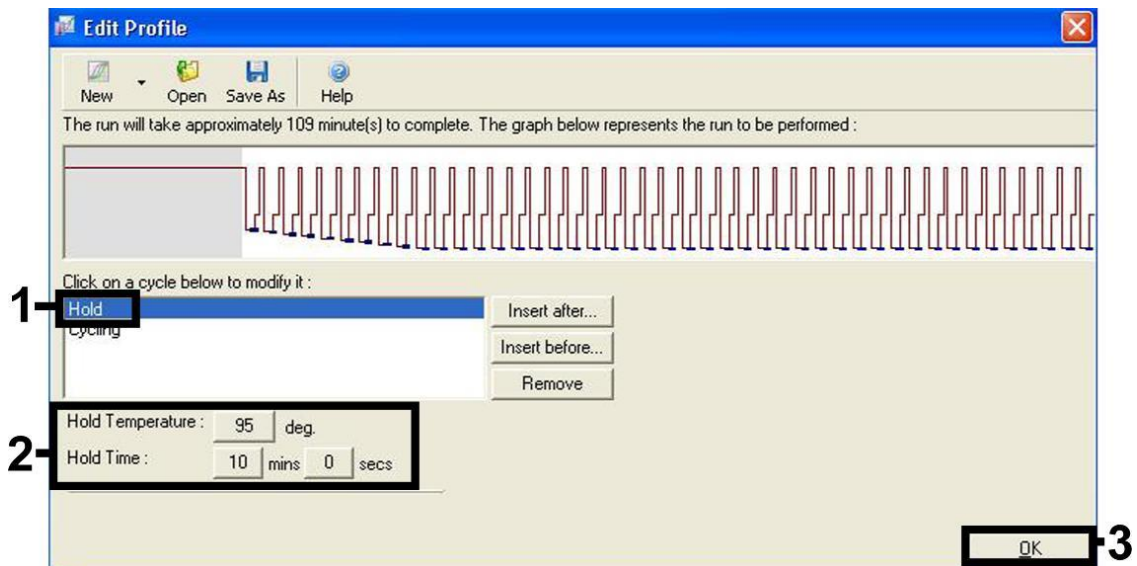 Edit Profile
New Open Save As Help
The run will take approximately 109 minute(s) to complete. The graph below represents the run to be performed :
Click on a cycle below to modify it :
1 Hold Insert after...
Cycling Insert before...
Remove
2 Hold Temperature : 95 deg.
Hold Time : 10 mins 0 secs
OK 3